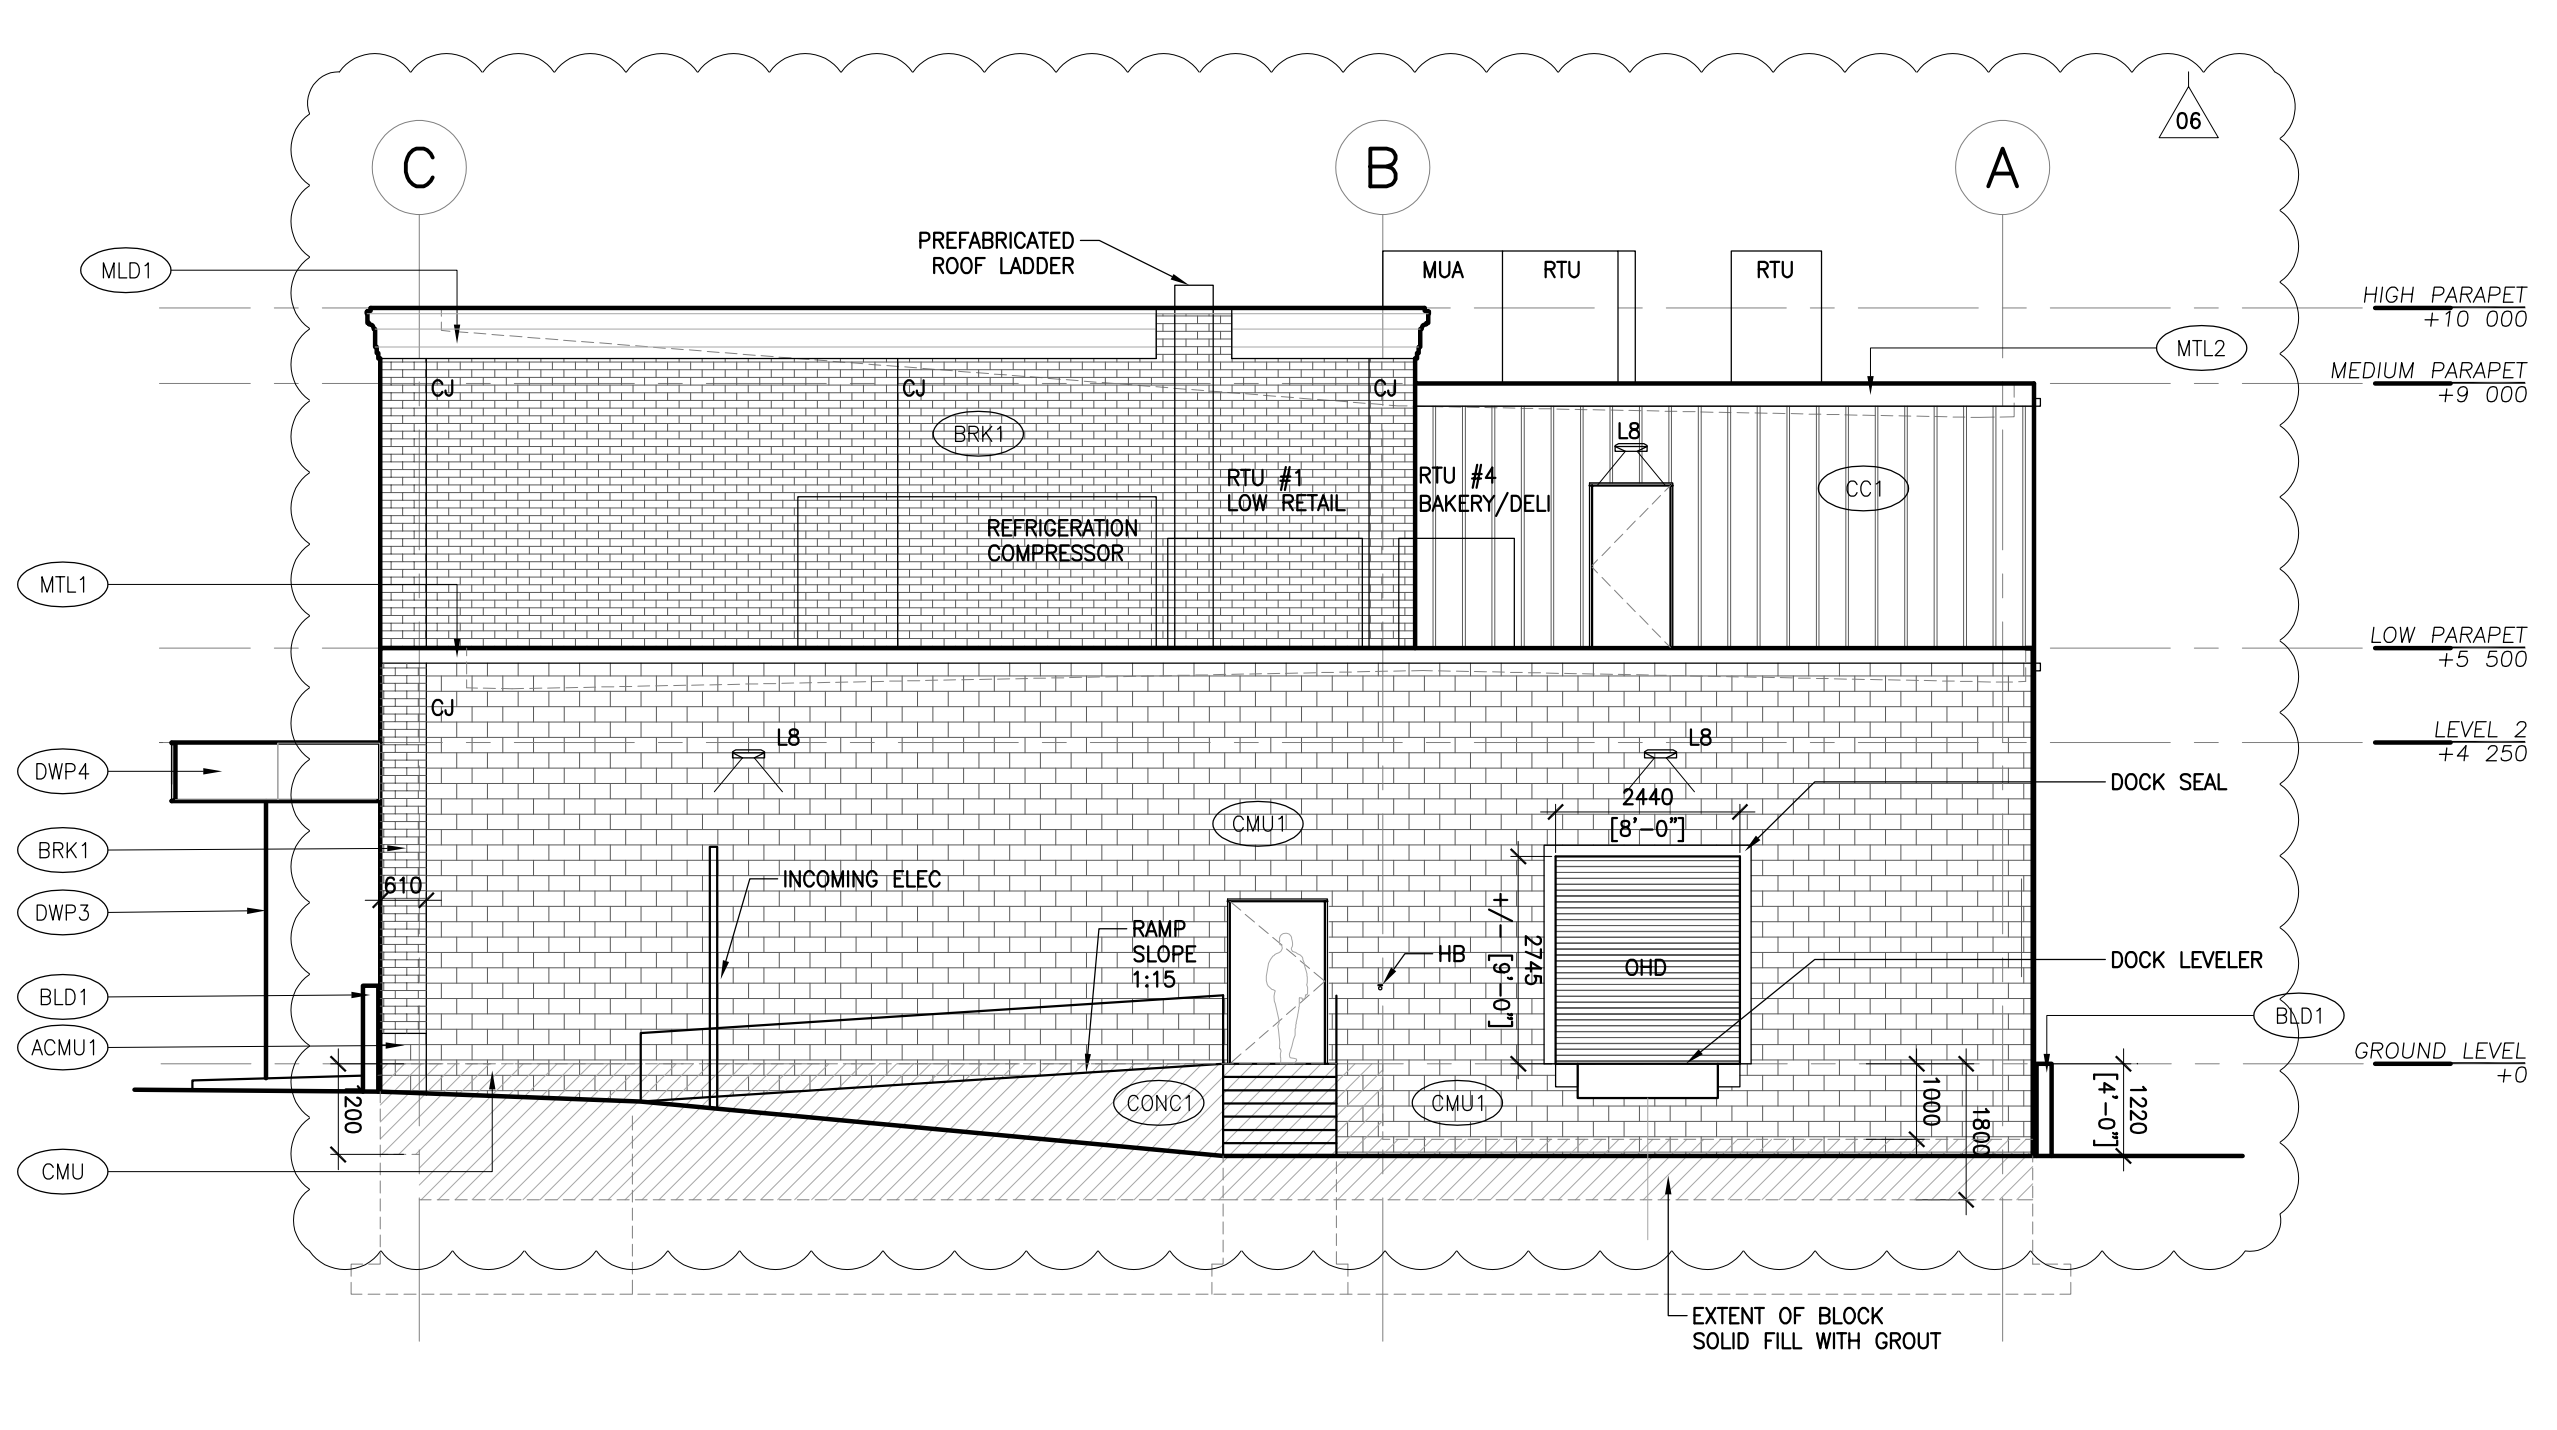 06
C
B
A
PREFABRICATED
ROOF LADDER
MLD1
MUA
RTU
RTU
HIGH PARAPET
+10 000
MTL2
MEDIUM PARAPET
+9 000
CJ
CJ
CJ
BRK1
L8
RTU #1
LOW RETAIL
RTU #4
BAKERY/DELI
CC1
REFRIGERATION
COMPRESSOR
MTL1
LOW PARAPET
+5 500
CJ
L8
L8
LEVEL 2
+4 250
DWP4
DOCK SEAL
2440
[8'-0"]
CMU1
BRK1
INCOMING ELEC
610
DWP3
RAMP
SLOPE
1:15
HB
+/- 2745
[9'-0"]
OHD
DOCK LEVELER
BLD1
BLD1
ACMU1
GROUND LEVEL
+0
1200
CONC1
CMU1
1000
1800
1220
[4'-0"]
CMU
EXTENT OF BLOCK
SOLID FILL WITH GROUT